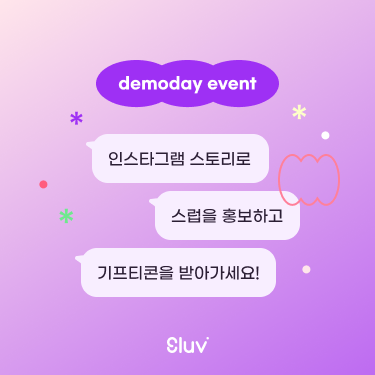 demoday event
인스타그램 스토리로
스럽을 홍보하고
기프티콘을 받아가세요!
sluv